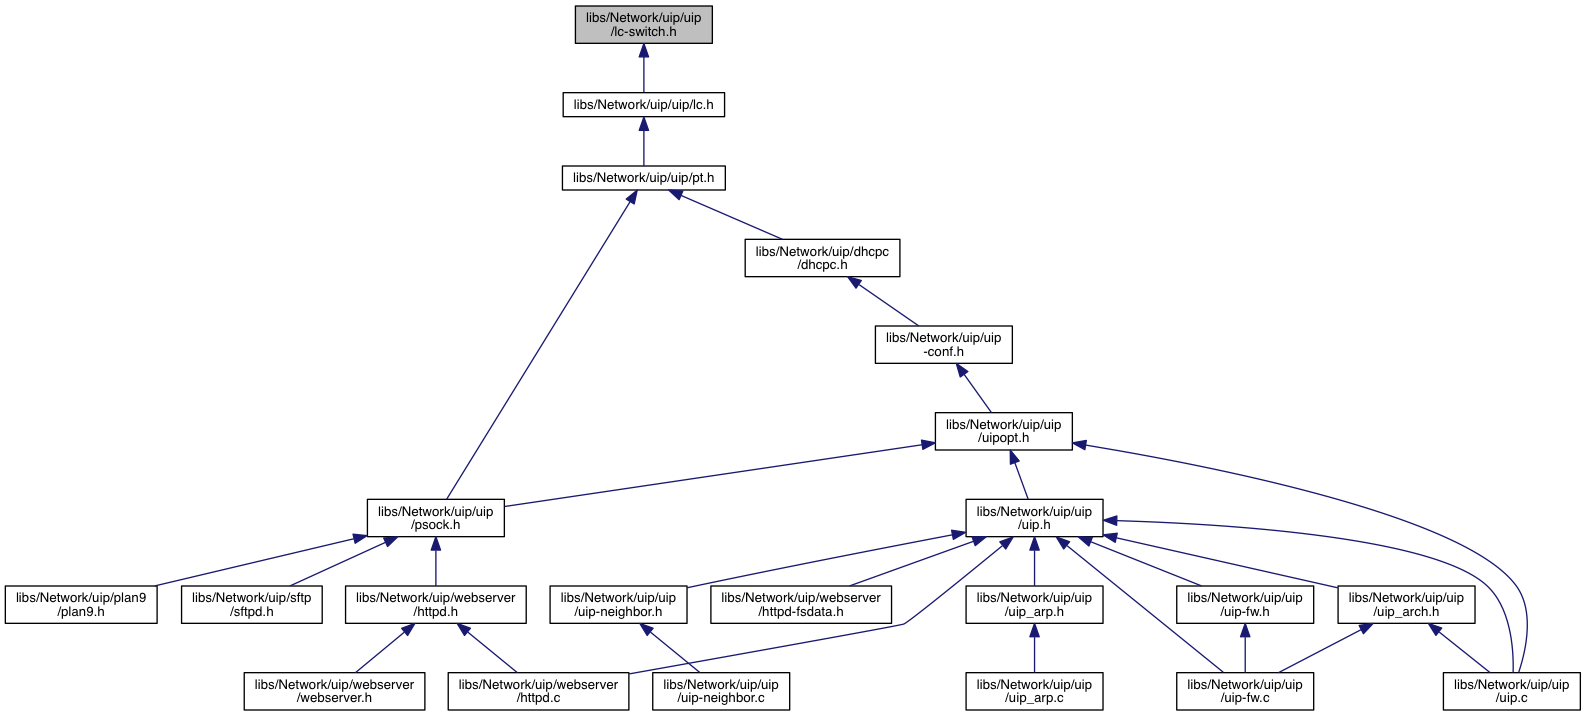 libs/Network/uip/uip
/lc-switch.h
libs/Network/uip/uip/lc.h
libs/Network/uip/uip/pt.h
libs/Network/uip/dhcpc
/dhcpc.h
libs/Network/uip/uip
-conf.h
libs/Network/uip/uip
/uipopt.h
libs/Network/uip/uip
/psock.h
libs/Network/uip/uip
/uip.h
libs/Network/uip/plan9
/plan9.h
libs/Network/uip/sftp
/sftpd.h
libs/Network/uip/webserver
/httpd.h
libs/Network/uip/uip
/uip-neighbor.h
libs/Network/uip/webserver
/httpd-fsdata.h
libs/Network/uip/uip
/uip_arp.h
libs/Network/uip/uip
/uip-fw.h
libs/Network/uip/uip
/uip_arch.h
libs/Network/uip/webserver
/webserver.h
libs/Network/uip/webserver
/httpd.c
libs/Network/uip/uip
/uip-neighbor.c
libs/Network/uip/uip
/uip_arp.c
libs/Network/uip/uip
/uip-fw.c
libs/Network/uip/uip
/uip.c